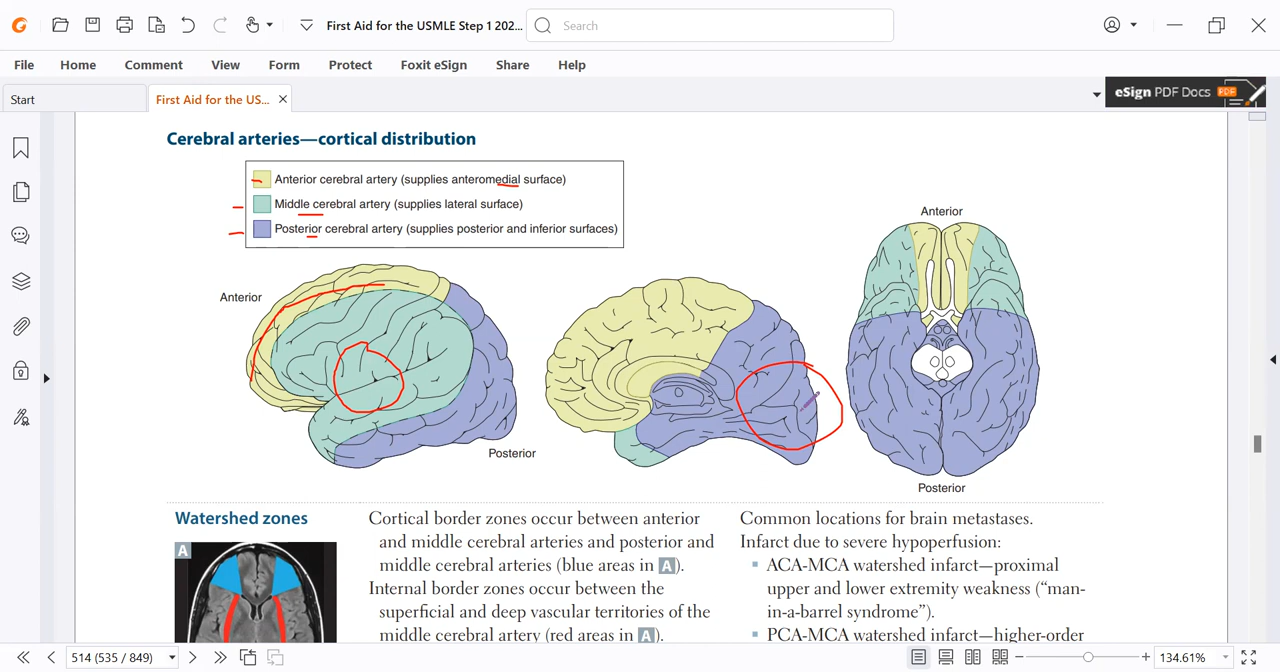 First Aid for the USMLE Step 1 202...
Search
File Home Comment View Form Protect Foxit eSign Share Help
Start
First Aid for the US...
eSign PDF Docs PDF
Cerebral arteries—cortical distribution
Anterior cerebral artery (supplies anteromedial surface)
Middle cerebral artery (supplies lateral surface)
Posterior cerebral artery (supplies posterior and inferior surfaces)
Anterior
Anterior
Posterior
Posterior
Watershed zones
A
Cortical border zones occur between anterior
and middle cerebral arteries and posterior and
middle cerebral arteries (blue areas in A).
Internal border zones occur between the
superficial and deep vascular territories of the
middle cerebral artery (red areas in A).
Common locations for brain metastases.
Infarct due to severe hypoperfusion:
▪ ACA-MCA watershed infarct—proximal
upper and lower extremity weakness (“man-
in-a-barrel syndrome”).
▪ PCA-MCA watershed infarct—higher-order
514 (535 / 849)
134.61%